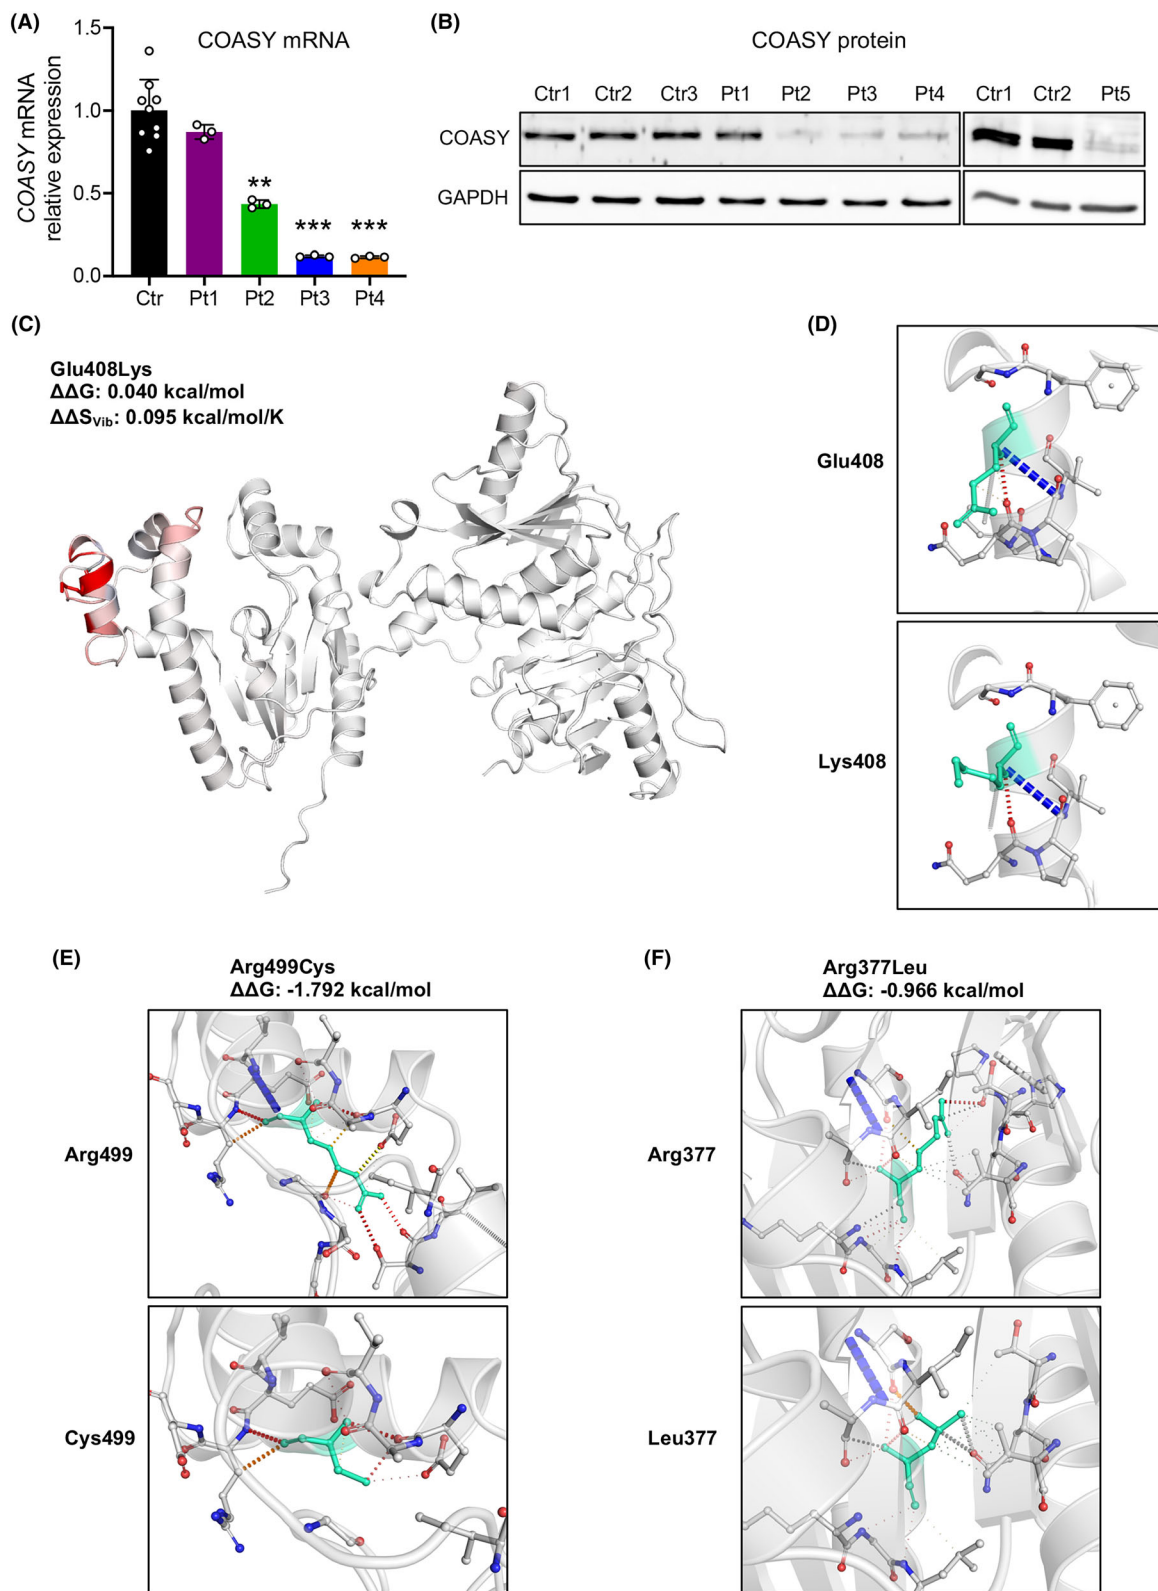 (A)
COASY mRNA
COASY mRNA
relative expression
1.5
1.0
0.5
0.0
**
***
***
Ctr Pt1 Pt2 Pt3 Pt4
(B)
COASY protein
Ctr1 Ctr2 Ctr3 Pt1 Pt2 Pt3 Pt4 Ctr1 Ctr2 Pt5
COASY
GAPDH
(C)
Glu408Lys
ΔΔG: 0.040 kcal/mol
ΔΔSVib: 0.095 kcal/mol/K
(D)
Glu408
Lys408
(E)
Arg499Cys
ΔΔG: -1.792 kcal/mol
Arg499
Cys499
(F)
Arg377Leu
ΔΔG: -0.966 kcal/mol
Arg377
Leu377